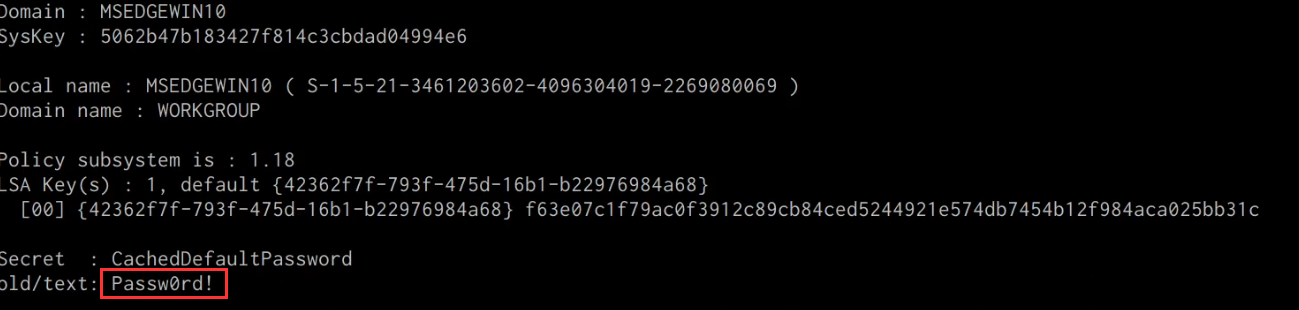 Domain : MSEDGEWIN10
SysKey : 5062b47b183427f814c3cbdad04994e6
Local name : MSEDGEWIN10 ( S-1-5-21-3461203602-4096304019-2269080069 )
Domain name : WORKGROUP
Policy subsystem is : 1.18
LSA Key(s) : 1, default {42362f7f-793f-475d-16b1-b22976984a68}
[00] {42362f7f-793f-475d-16b1-b22976984a68} f63e07c1f79ac0f3912c89cb84ced5244921e574db7454b12f984aca025bb31c
Secret : CachedDefaultPassword
old/text: Passw0rd!